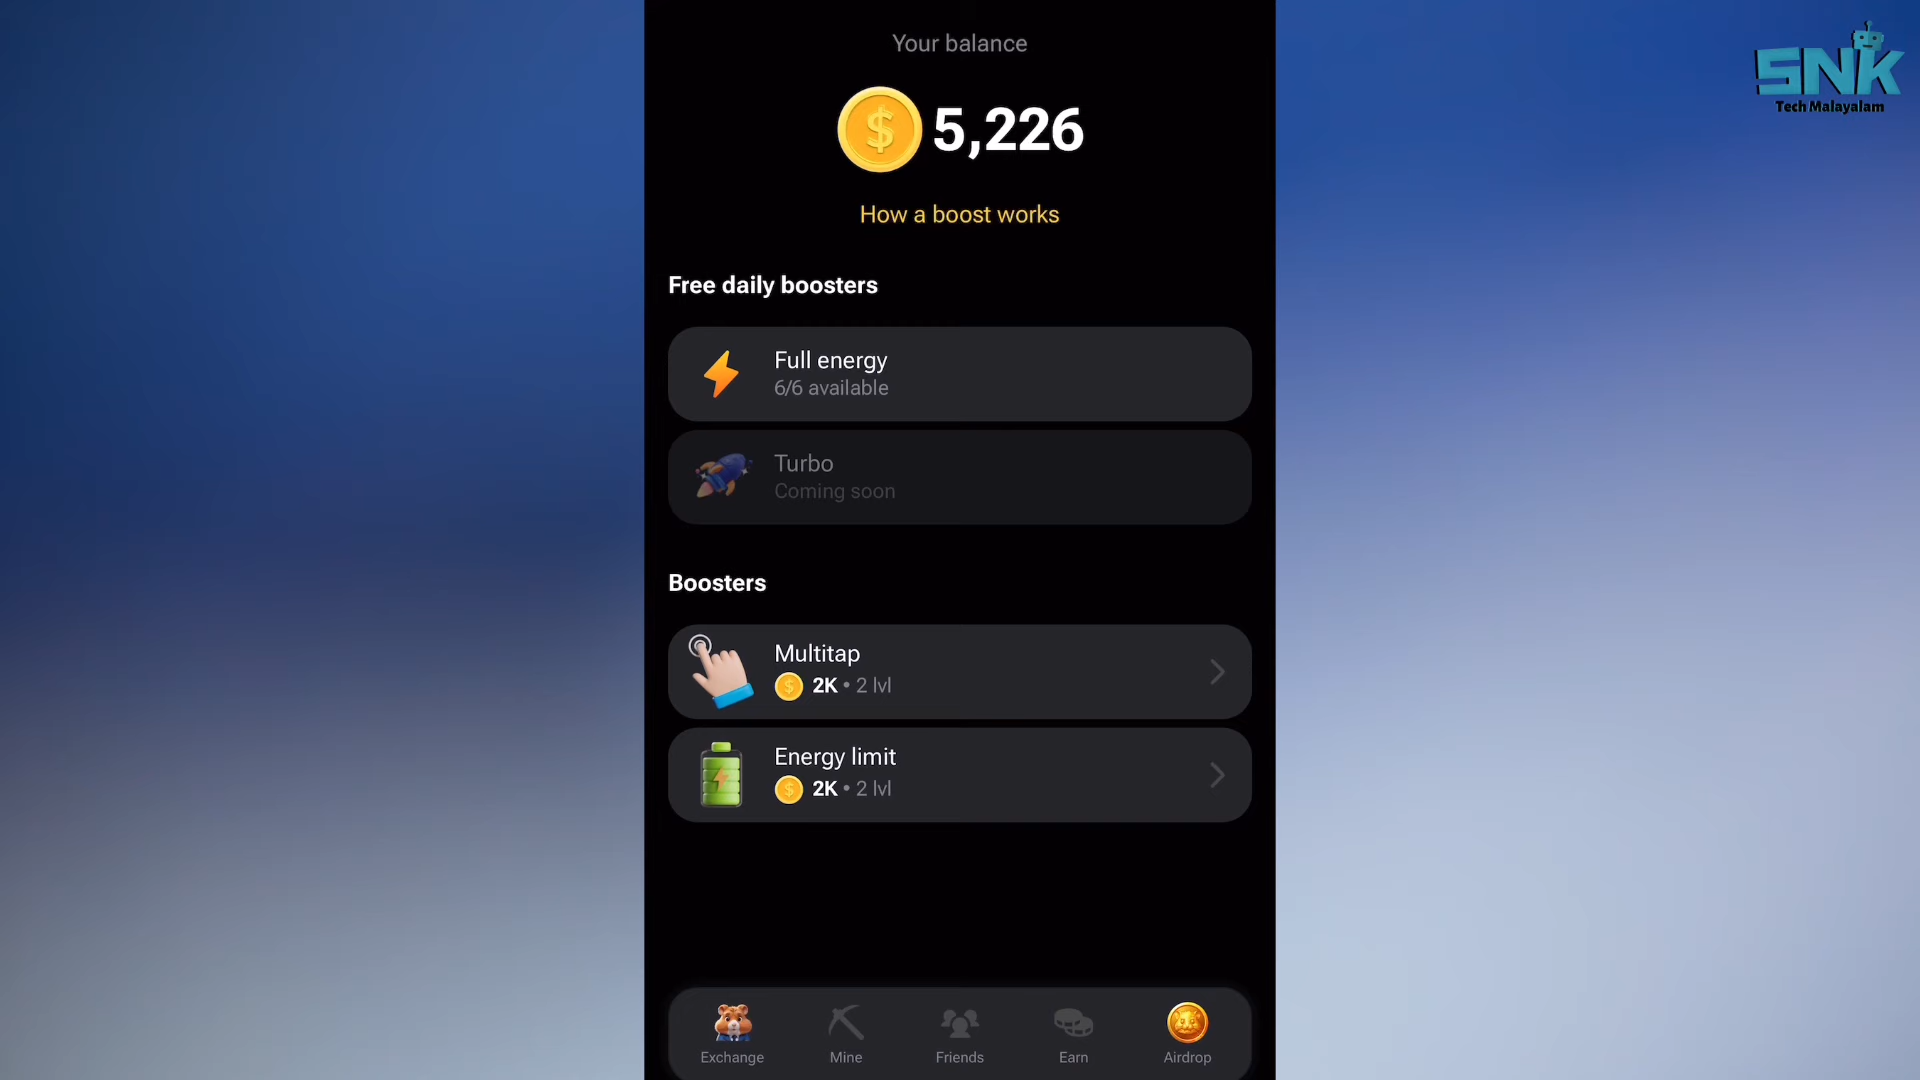 Your balance
5,226
How a boost works
Free daily boosters
Full energy
6/6 available
Turbo
Coming soon
Boosters
Multitap
2K • 2 lvl
Energy limit
2K • 2 lvl
Exchange
Mine
Friends
Earn
Airdrop
SNK
Tech Malayalam